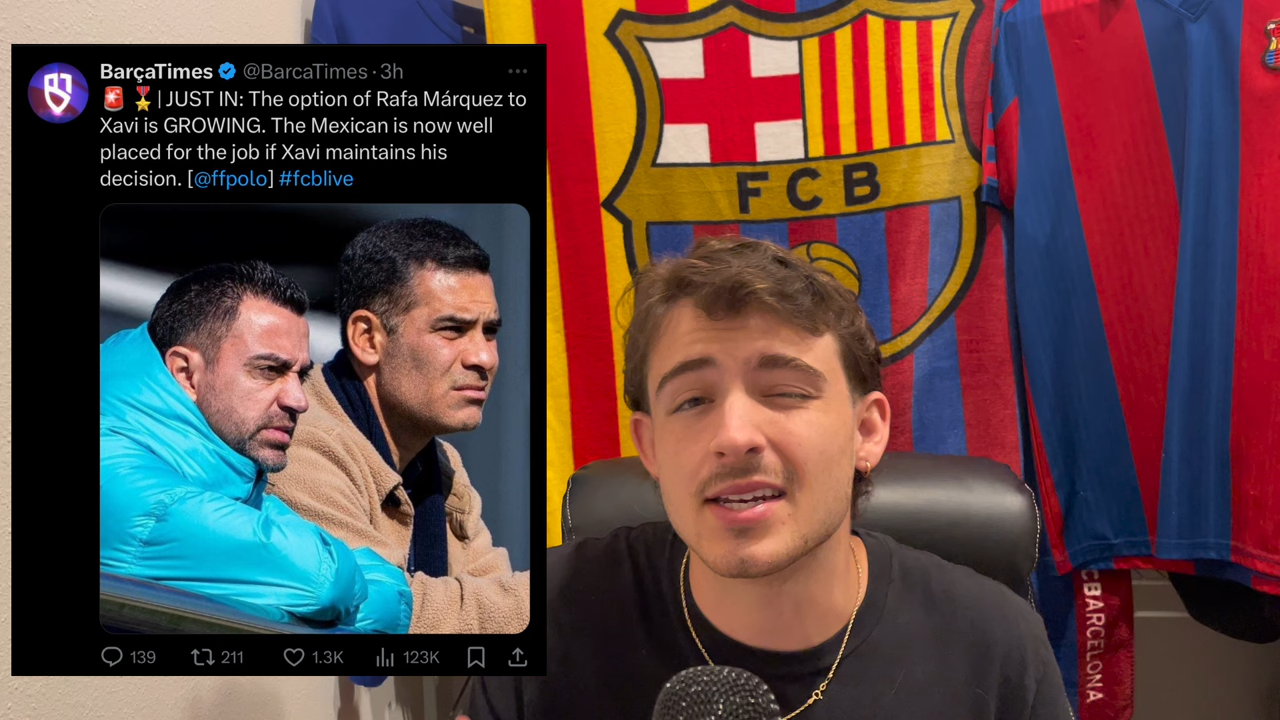 BarçaTimes @BarcaTimes · 3h
🚨 🎖️ | JUST IN: The option of Rafa Márquez to
Xavi is GROWING. The Mexican is now well
placed for the job if Xavi maintains his
decision. [@ffpolo] #fcblive
139 211 1.3K 123K
FCB
CBARCELONA